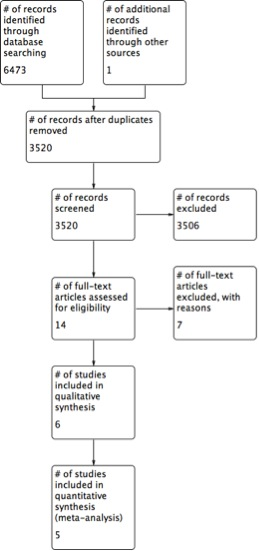 # of records
identified
through
database
searching
6473
# of additional
records
identified
through other
sources
1
# of records after duplicates
removed
3520
# of records
screened
3520
# of records
excluded
3506
# of full-text
articles assessed
for eligibility
14
# of full-text
articles
excluded, with
reasons
7
# of studies
included in
qualitative
synthesis
6
# of studies
included in
quantitative
synthesis
(meta-analysis)
5